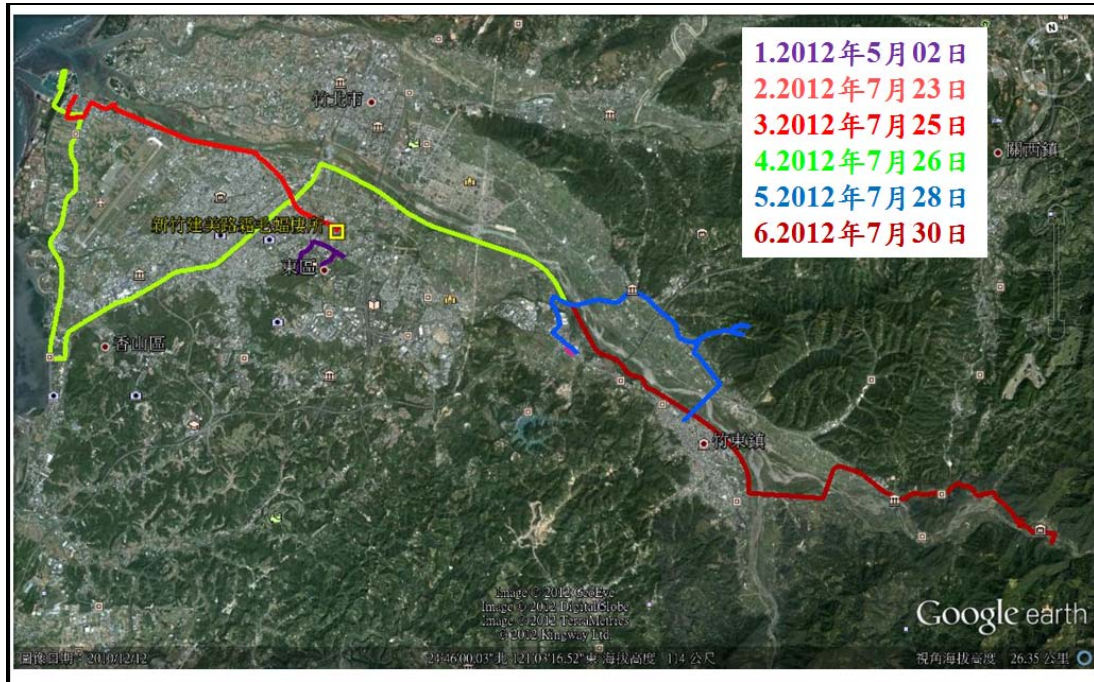 1.2012年5月02日
2.2012年7月23日
3.2012年7月25日
4.2012年7月26日
5.2012年7月28日
6.2012年7月30日
竹北市
關西鎮
新竹建美路霜毛蝠棲所
東區
香山區
竹東鎮
Image © 2012 GeoEye
Image © 2012 DigitalGlobe
Image © 2012 TerraMetrics
© 2012 Kingway Ltd
Google earth
圖像日期：2010/12/12
24°46'00.03"北 121°03'16.52"東 海拔高度 114 公尺
視角海拔高度 26.35 公里